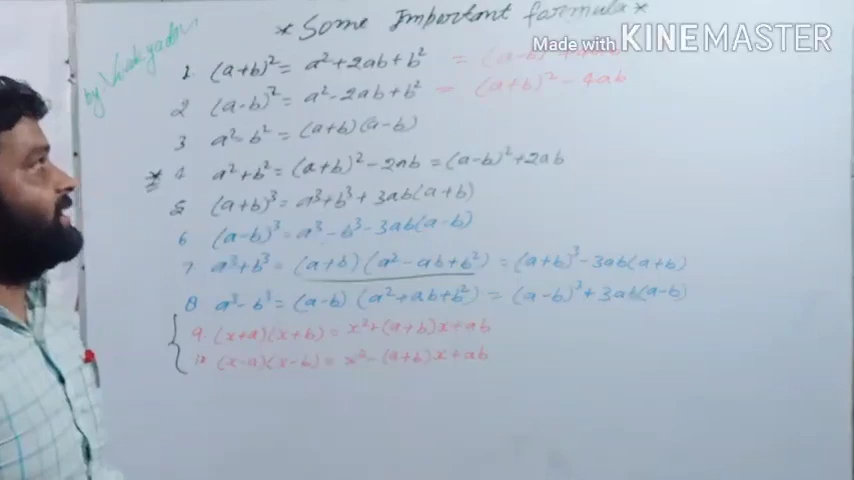 * Some Important formula *
Made with KINEMASTER
by Vivek yadav
1. (a+b)² = a²+2ab+b² = (a-b)²
2 (a-b)² = a²-2ab+b² = (a+b)²-4ab
3 a²-b² = (a+b)(a-b)
* 4 a²+b² = (a+b)²-2ab = (a-b)²+2ab
5 (a+b)³ = a³+b³+3ab(a+b)
6 (a-b)³ = a³-b³-3ab(a-b)
7 a³+b³ = (a+b)(a²-ab+b²) = (a+b)³-3ab(a+b)
8 a³-b³ = (a-b)(a²+ab+b²) = (a-b)³+3ab(a-b)
9. (x+a)(x+b) = x²+(a+b)x+ab
10 (x-a)(x-b) = x²-(a+b)x+ab